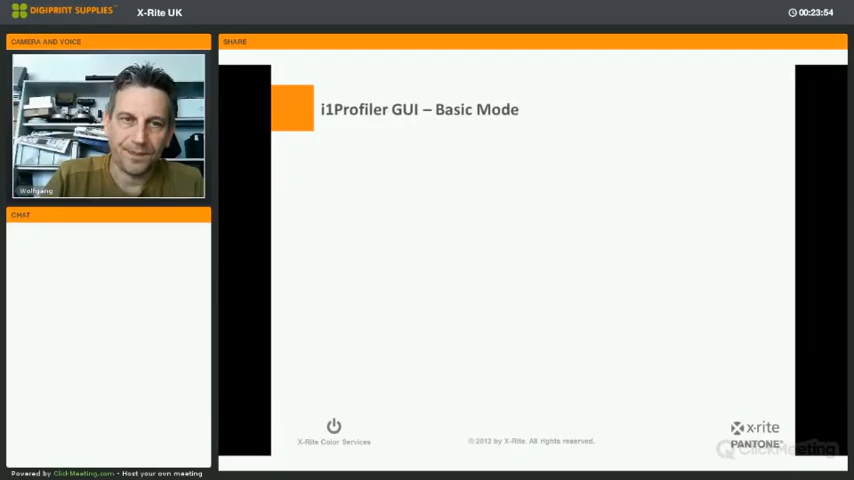 DIGIPRINT SUPPLIES™
X-Rite UK
00:23:54
CAMERA AND VOICE
SHARE
Wolfgang
CHAT
i1Profiler GUI – Basic Mode
X-Rite Color Services
© 2012 by X-Rite. All rights reserved.
x·rite
PANTONE®
ClickMeeting
Powered by ClickMeeting.com - Host your own meeting